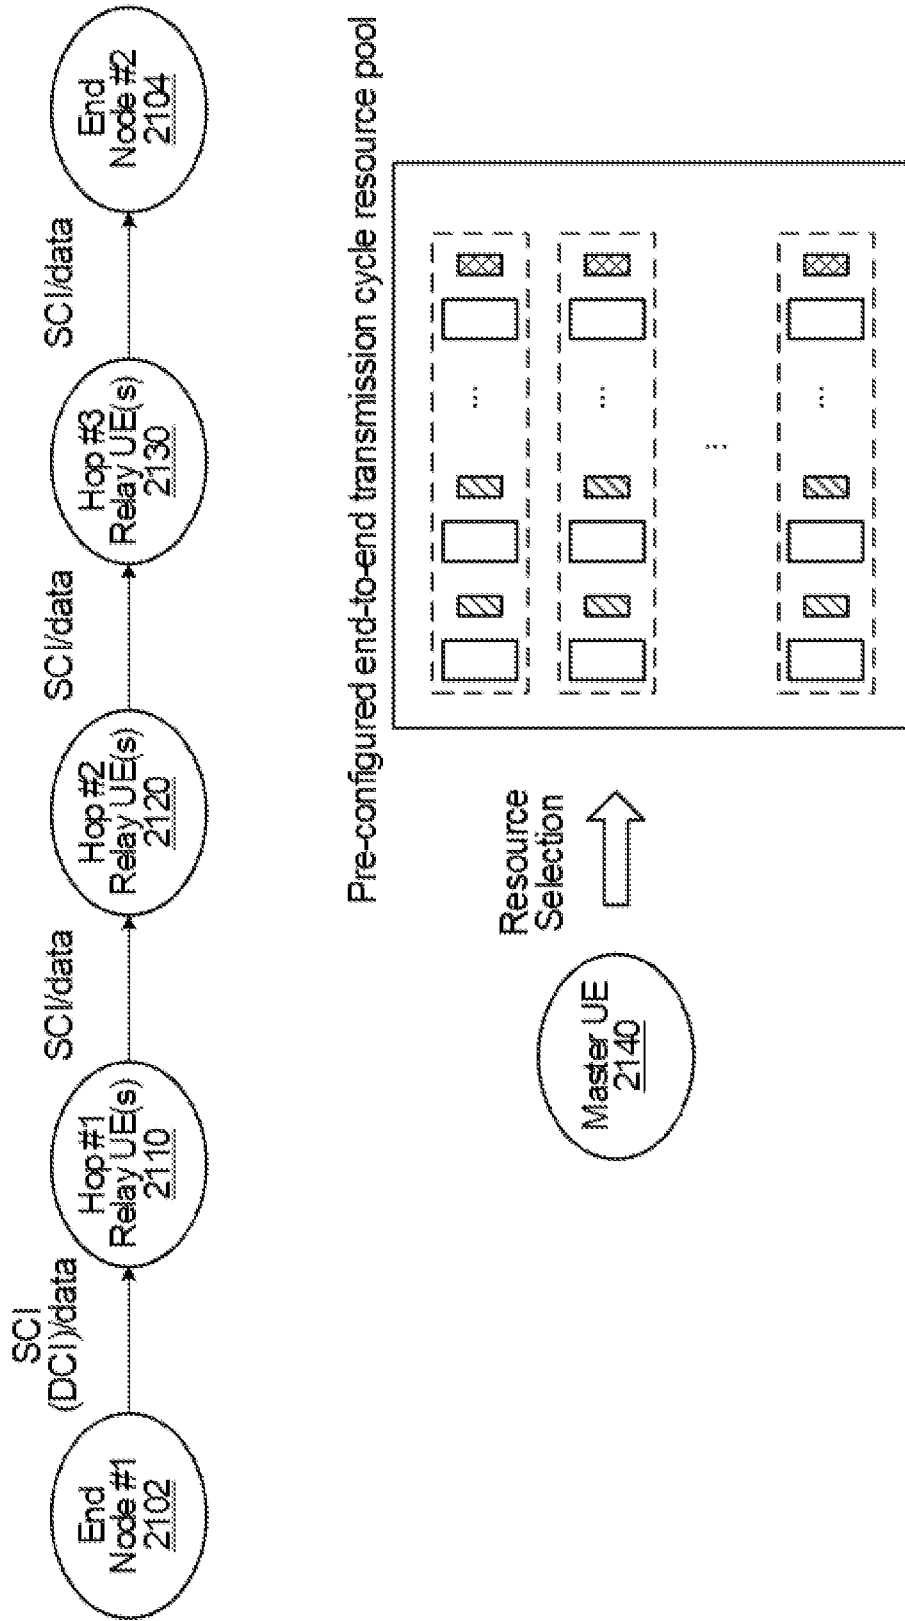 End
Node #1
2102
SCI
(DCI)/data
Hop #1
Relay UE(s)
2110
SCI/data
Hop #2
Relay UE(s)
2120
SCI/data
Hop #3
Relay UE(s)
2130
SCI/data
End
Node #2
2104
Master UE
2140
Resource
Selection
Pre-configured end-to-end transmission cycle resource pool
...
...
...
...